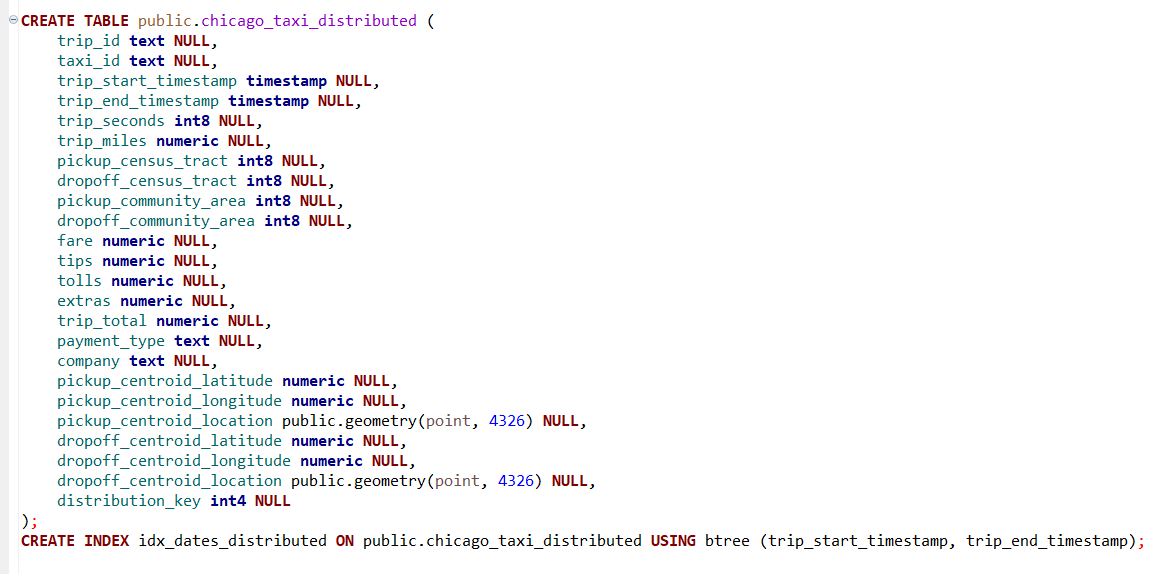 CREATE TABLE public.chicago_taxi_distributed (
trip_id text NULL,
taxi_id text NULL,
trip_start_timestamp timestamp NULL,
trip_end_timestamp timestamp NULL,
trip_seconds int8 NULL,
trip_miles numeric NULL,
pickup_census_tract int8 NULL,
dropoff_census_tract int8 NULL,
pickup_community_area int8 NULL,
dropoff_community_area int8 NULL,
fare numeric NULL,
tips numeric NULL,
tolls numeric NULL,
extras numeric NULL,
trip_total numeric NULL,
payment_type text NULL,
company text NULL,
pickup_centroid_latitude numeric NULL,
pickup_centroid_longitude numeric NULL,
pickup_centroid_location public.geometry(point, 4326) NULL,
dropoff_centroid_latitude numeric NULL,
dropoff_centroid_longitude numeric NULL,
dropoff_centroid_location public.geometry(point, 4326) NULL,
distribution_key int4 NULL
);
CREATE INDEX idx_dates_distributed ON public.chicago_taxi_distributed USING btree (trip_start_timestamp, trip_end_timestamp);